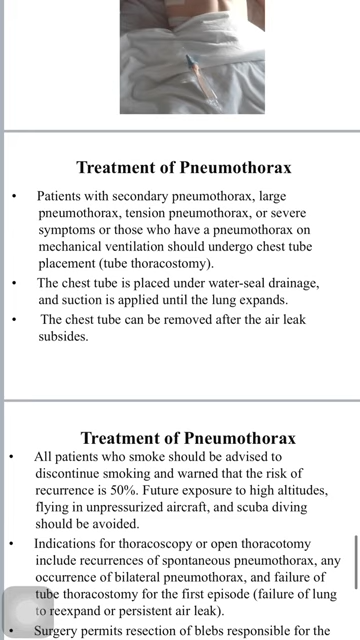 Treatment of Pneumothorax
• Patients with secondary pneumothorax, large
pneumothorax, tension pneumothorax, or severe
symptoms or those who have a pneumothorax on
mechanical ventilation should undergo chest tube
placement (tube thoracostomy).
• The chest tube is placed under water-seal drainage,
and suction is applied until the lung expands.
• The chest tube can be removed after the air leak
subsides.
Treatment of Pneumothorax
• All patients who smoke should be advised to
discontinue smoking and warned that the risk of
recurrence is 50%. Future exposure to high altitudes,
flying in unpressurized aircraft, and scuba diving
should be avoided.
• Indications for thoracoscopy or open thoracotomy
include recurrences of spontaneous pneumothorax, any
occurrence of bilateral pneumothorax, and failure of
tube thoracostomy for the first episode (failure of lung
to reexpand or persistent air leak).
• Surgery permits resection of blebs responsible for the